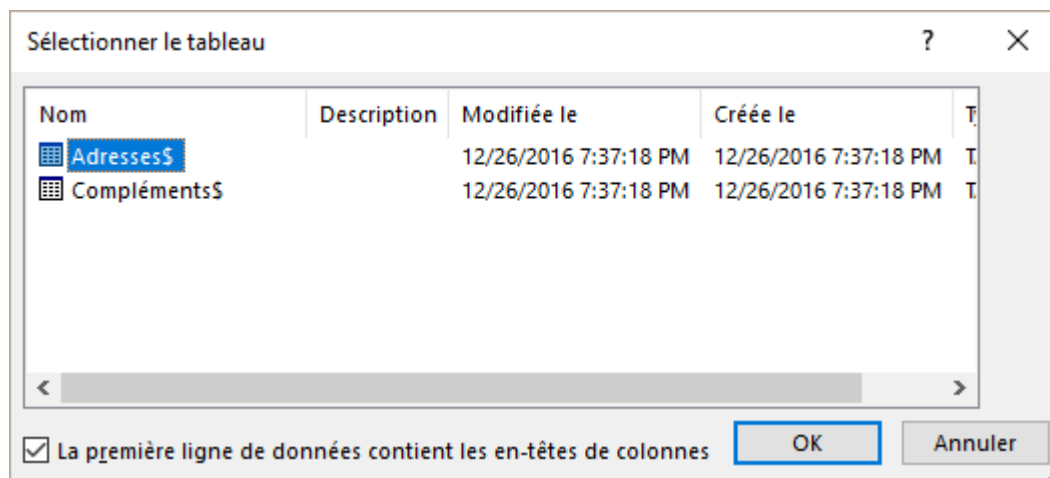 Sélectionner le tableau ?
Nom Description Modifiée le Créée le
Adresses$ 12/26/2016 7:37:18 PM 12/26/2016 7:37:18 PM T.
Compléments$ 12/26/2016 7:37:18 PM 12/26/2016 7:37:18 PM T.
La première ligne de données contient les en-têtes de colonnes OK Annuler